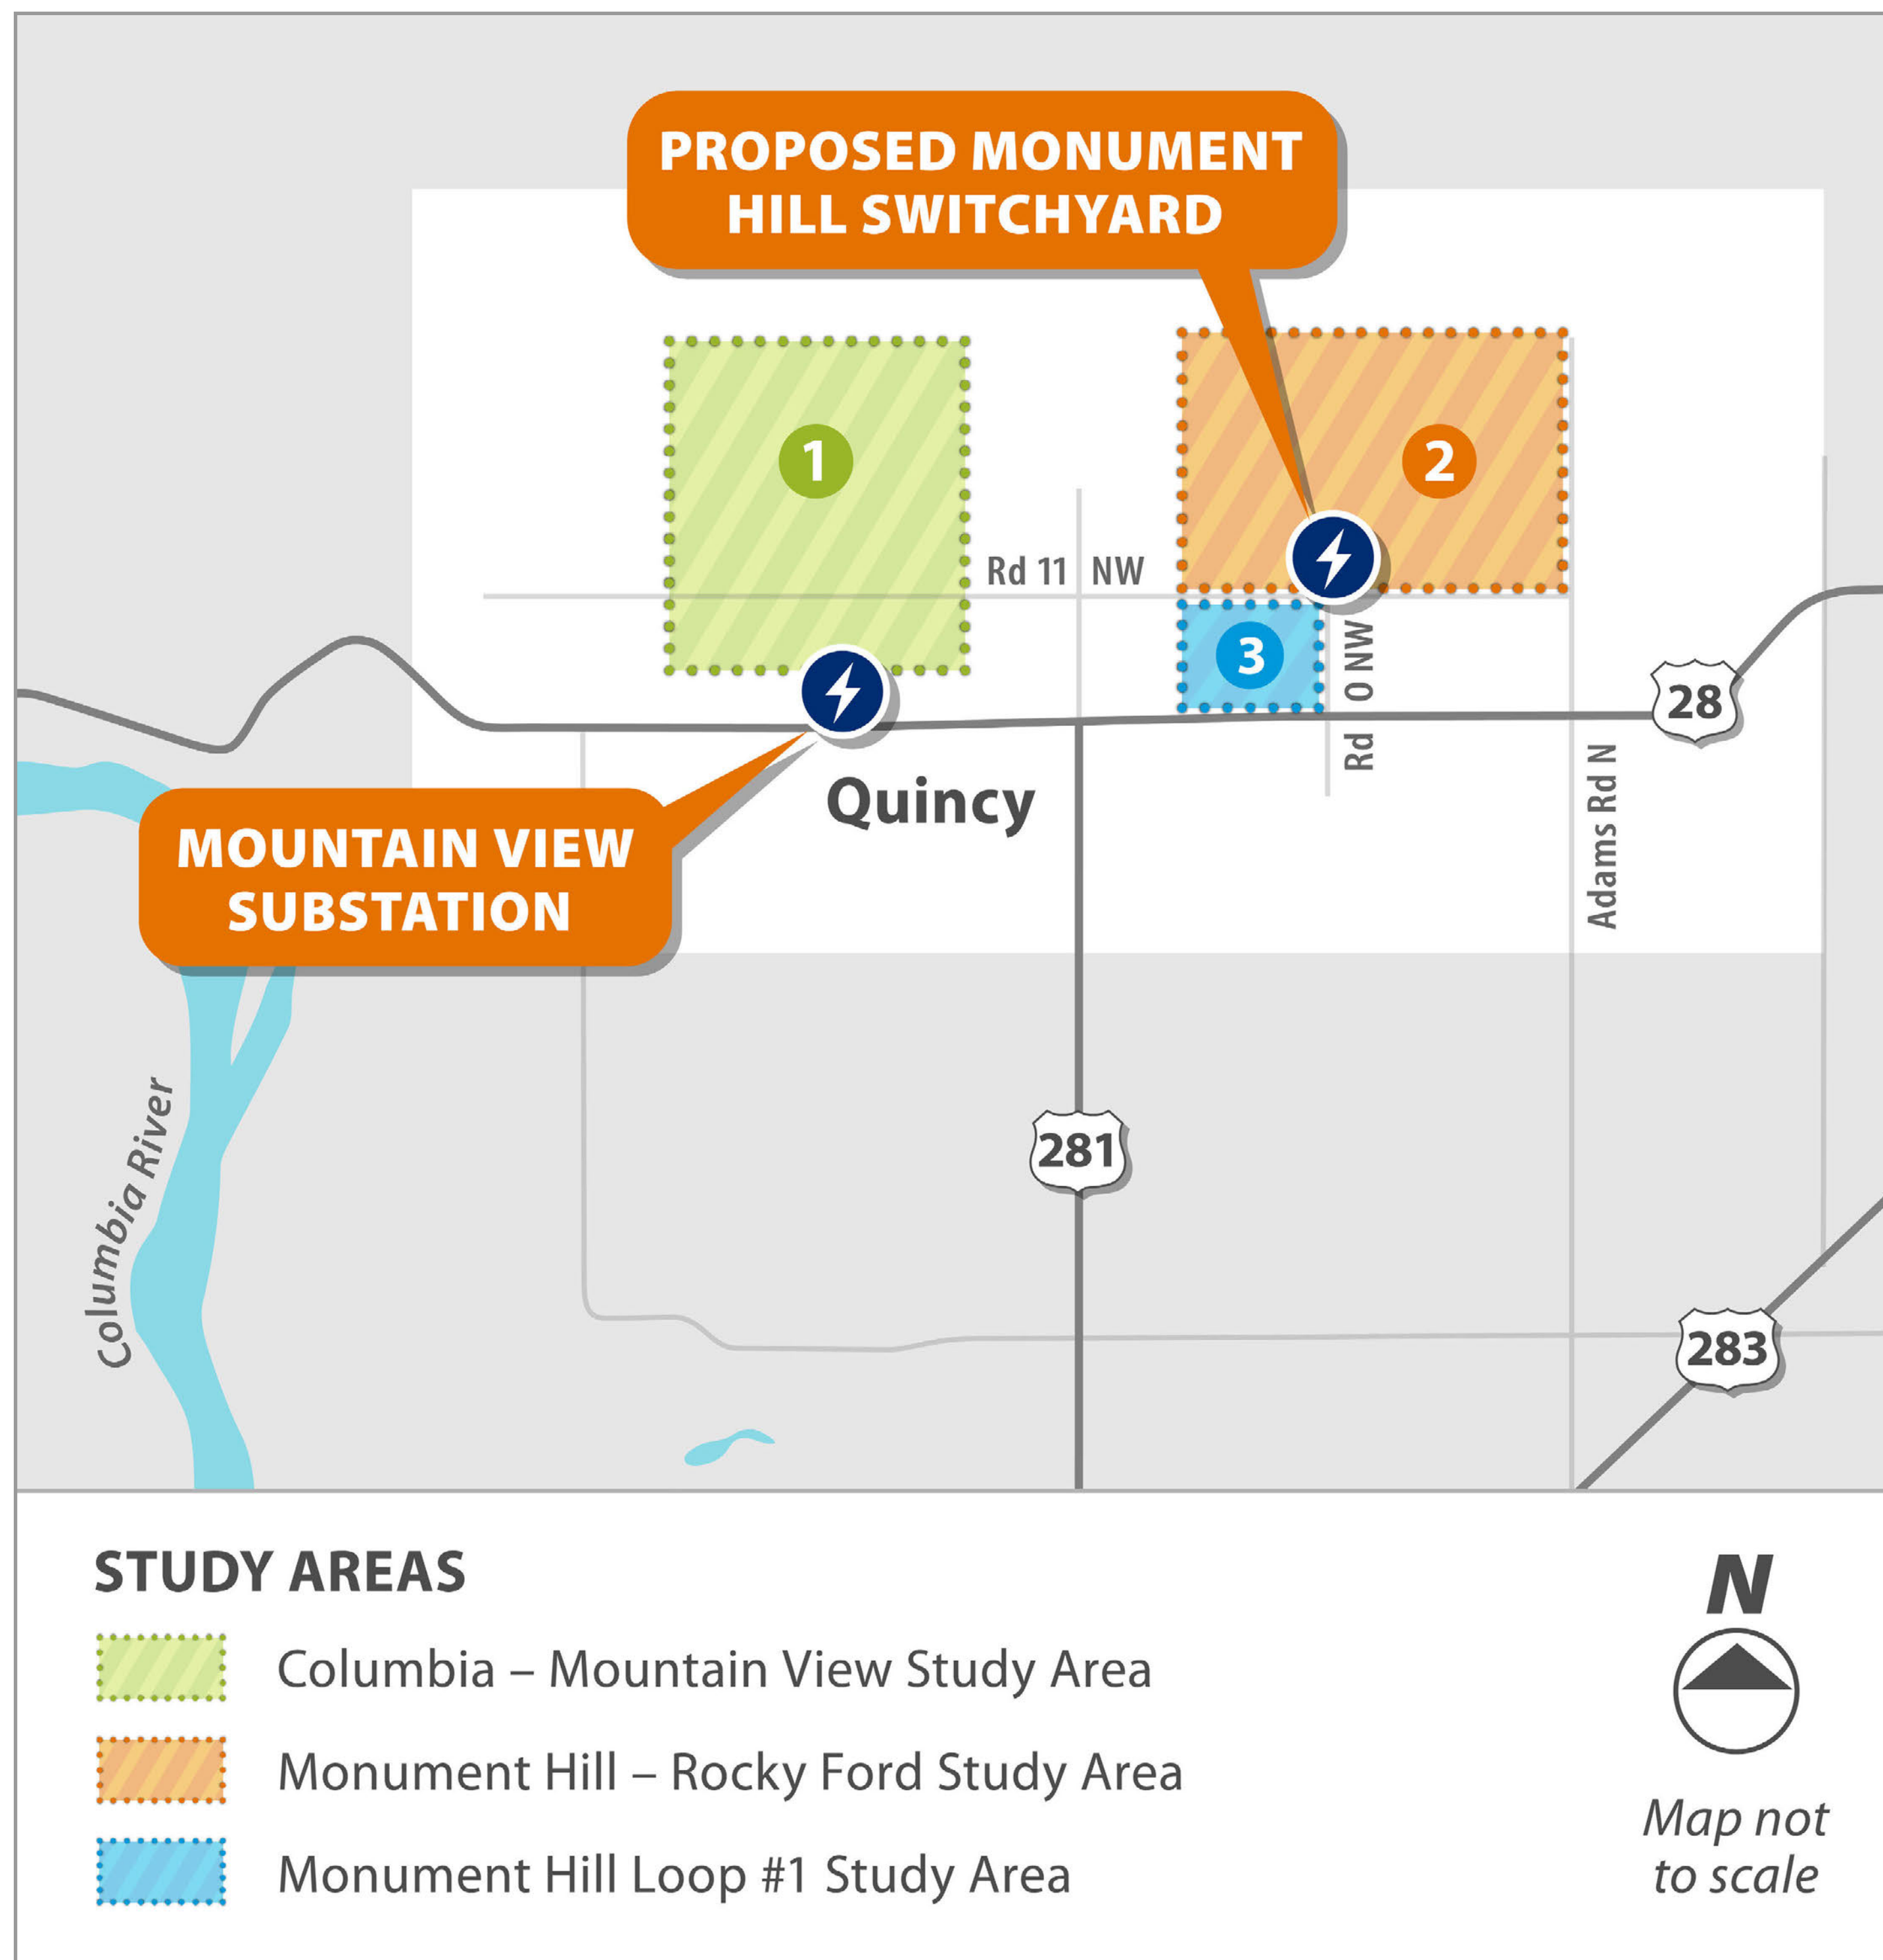 PROPOSED MONUMENT
HILL SWITCHYARD
1
2
Rd 11 NW
3
Rd O NW
28
Quincy
Adams Rd N
MOUNTAIN VIEW
SUBSTATION
Columbia River
281
283
STUDY AREAS
Columbia – Mountain View Study Area
Monument Hill – Rocky Ford Study Area
Monument Hill Loop #1 Study Area
N
Map not
to scale